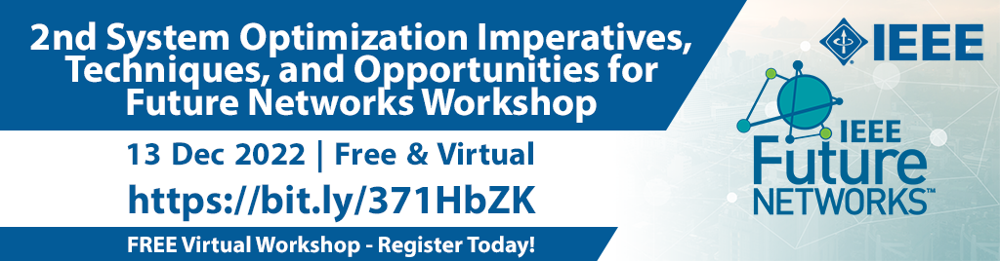 2nd System Optimization Imperatives,
Techniques, and Opportunities for
Future Networks Workshop
13 Dec 2022 | Free & Virtual
https://bit.ly/371HbZK
FREE Virtual Workshop - Register Today!
IEEE
IEEE
Future
NETWORKS™